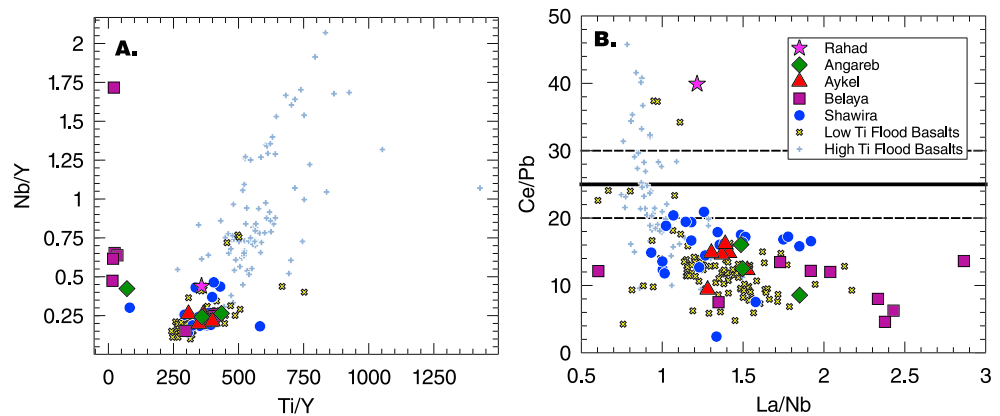 A.
2
1.75
1.5
1.25
1
0.75
0.5
0.25
0 250 500 750 1000 1250
Nb/Y
Ti/Y
B.
60
50
40
30
20
10
0
0.5 1 1.5 2 2.5 3
Ce/Pb
La/Nb
Rahad
Angareb
Aykel
Belaya
Shawira
Low Ti Flood Basalts
High Ti Flood Basalts